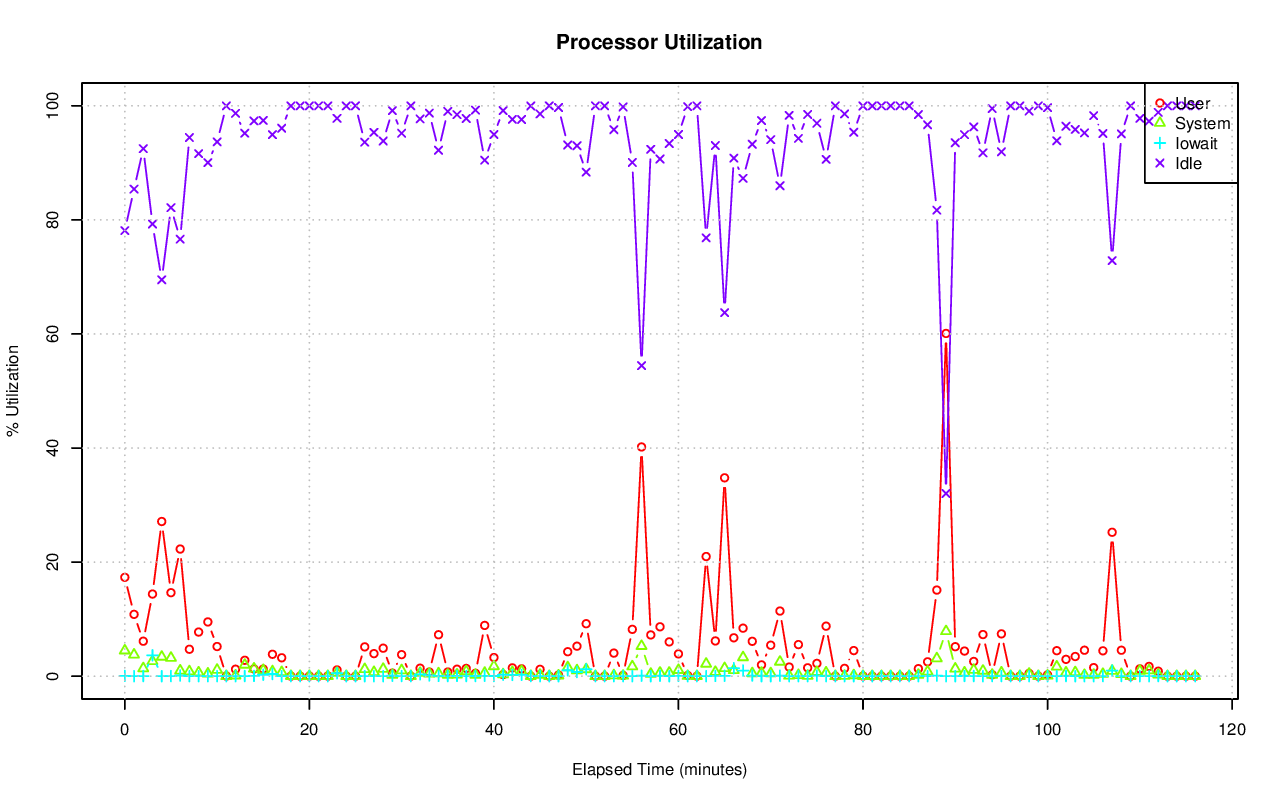 Processor Utilization
100
80
60
40
20
0
% Utilization
User
System
Iowait
Idle
0 20 40 60 80 100 120
Elapsed Time (minutes)